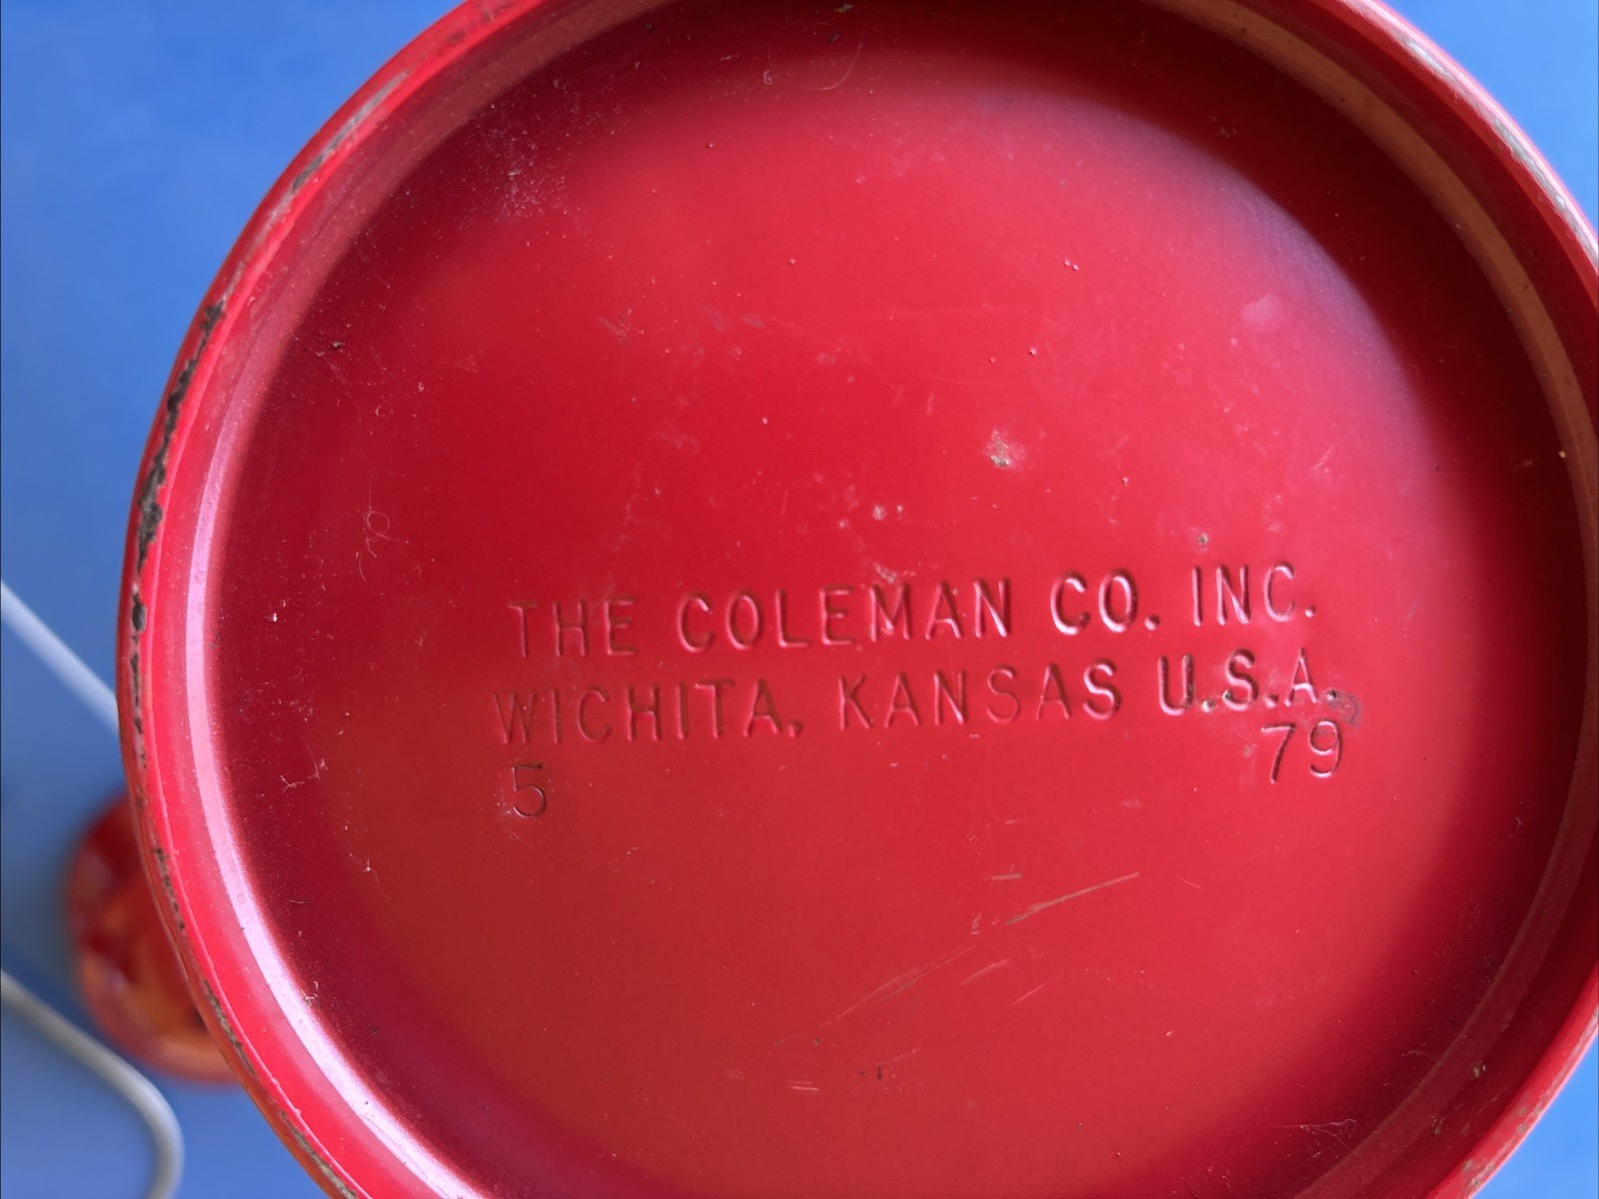 THE COLEMAN CO. INC.
WICHITA, KANSAS U.S.A.
5 79